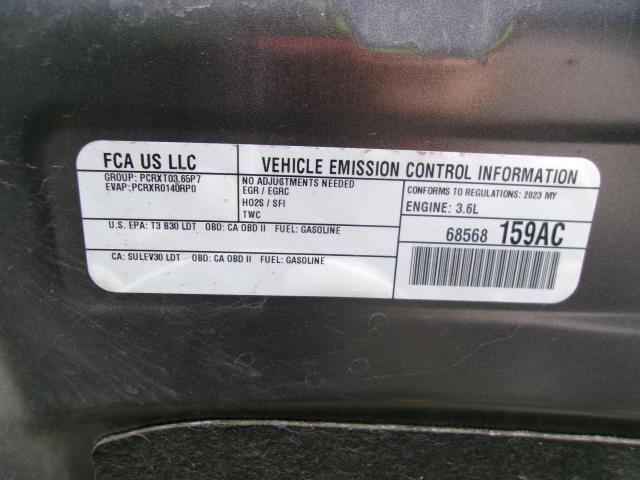 FCA US LLC
GROUP: PCRXT03.65P7
EVAP: PCRXR0140RP0
VEHICLE EMISSION CONTROL INFORMATION
NO ADJUSTMENTS NEEDED
EGR / EGRC
HO2S / SFI
TWC
CONFORMS TO REGULATIONS: 2023 MY
ENGINE: 3.6L
U.S. EPA: T3 B30 LDT OBD: CA OBD II FUEL: GASOLINE
CA: SULEV30 LDT OBD: CA OBD II FUEL: GASOLINE
68568 159AC